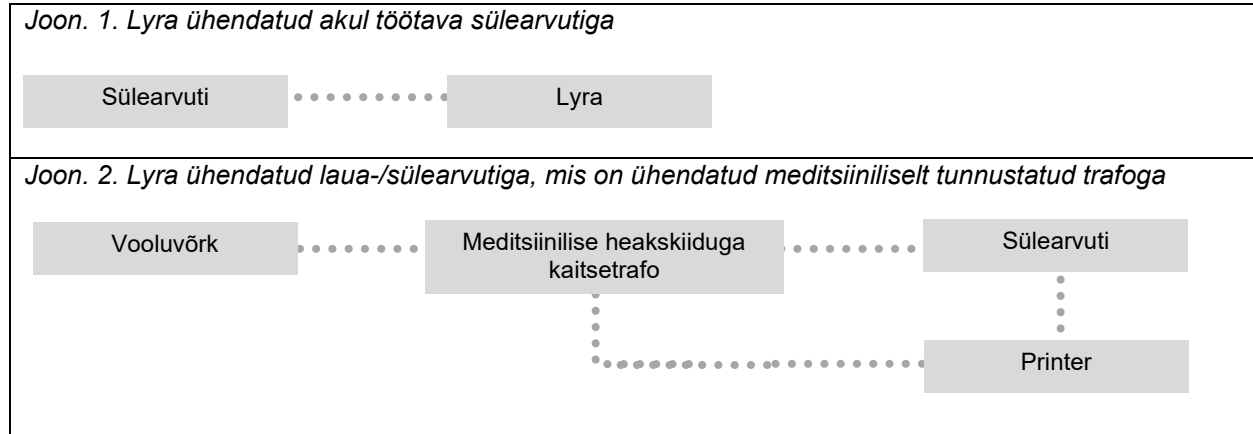 Joon. 1. Lyra ühendatud akul töötava sülearvutiga
Sülearvuti
Lyra
Joon. 2. Lyra ühendatud laua-/sülearvutiga, mis on ühendatud meditsiiniliselt tunnustatud trafoga
Vooluvõrk
Meditsiinilise heakskiiduga
kaitsetrafo
Sülearvuti
Printer